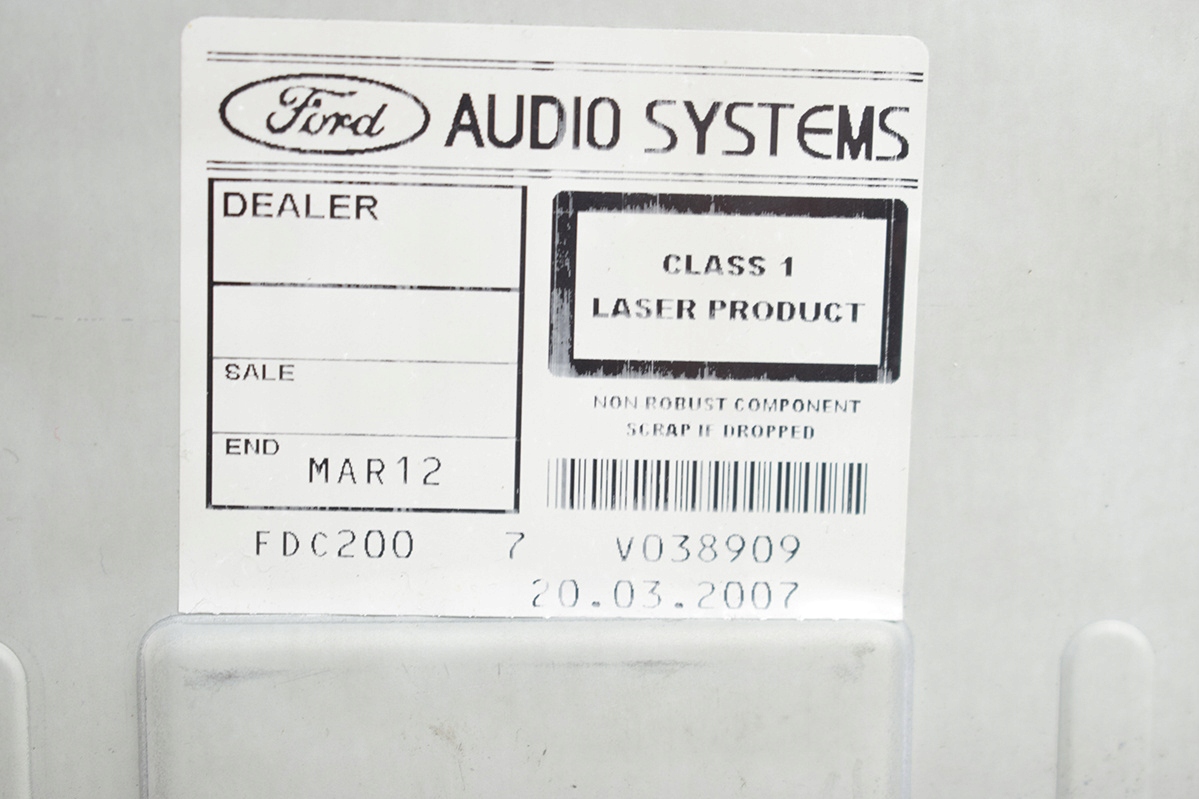 Ford AUDIO SYSTEMS
DEALER
CLASS 1
LASER PRODUCT
SALE
NON ROBUST COMPONENT
SCRAP IF DROPPED
END MAR12
FDC200 7 V038909
20.03.2007